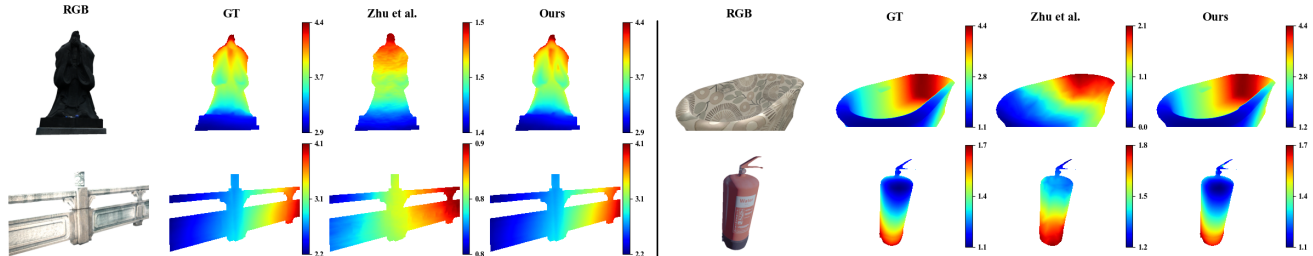 RGB GT Zhu et al. Ours RGB GT Zhu et al. Ours
4.4 1.5 4.4 4.4 2.1 4.4
3.7 1.5 3.7 2.8 1.1 2.8
2.9 1.4 2.9 1.1 0.0 1.2
4.1 0.9 4.1 1.7 1.8 1.7
3.1 0.8 3.1 1.4 1.5 1.4
2.2 0.8 2.2 1.1 1.2 1.1